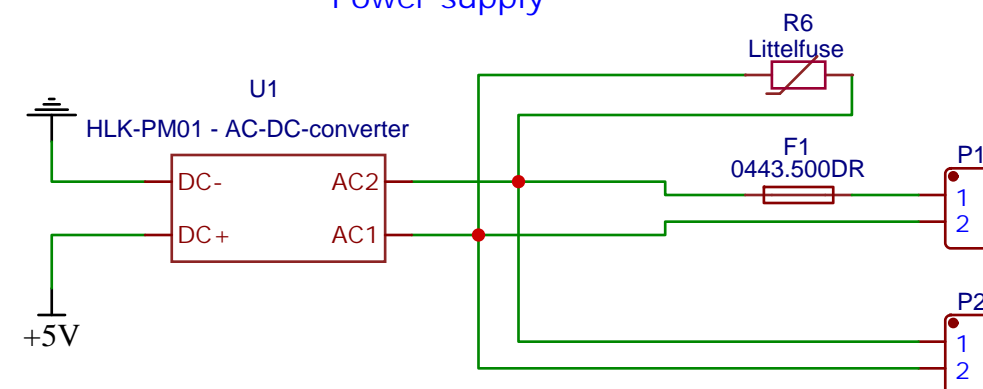 Power supply
R6
Littelfuse
U1
HLK-PM01 - AC-DC-converter
F1
0443.500DR
P1
DC-
AC2
1
2
DC+
AC1
P2
1
2
+5V